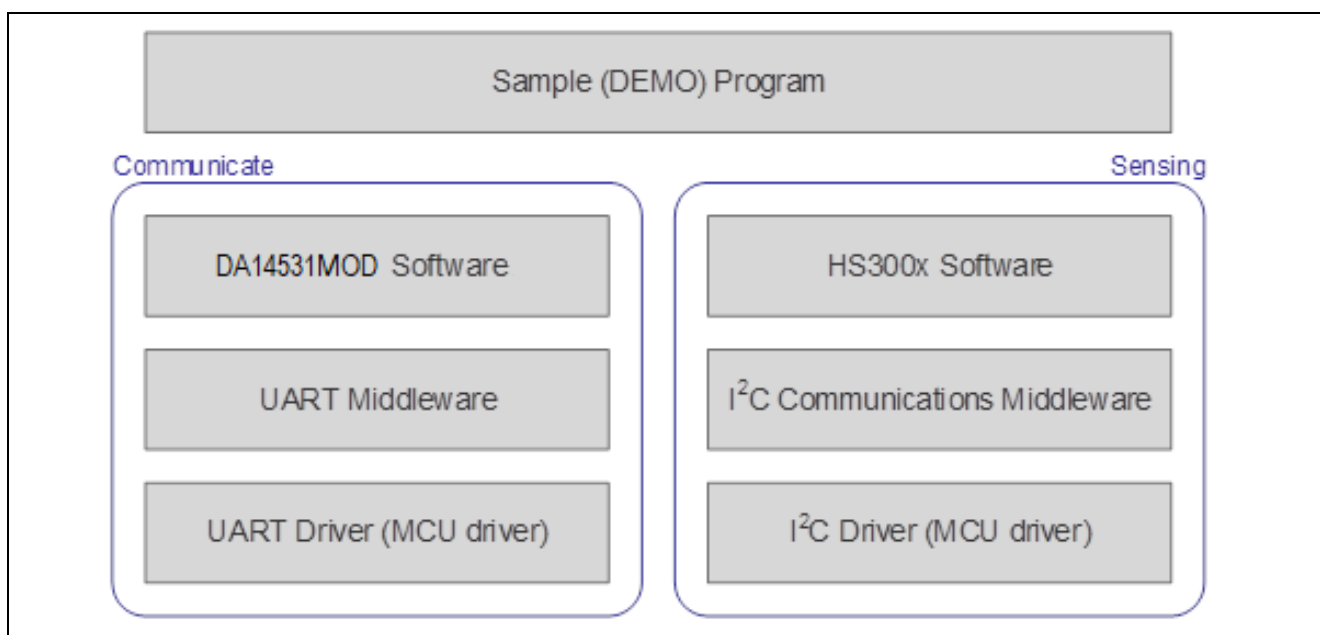 Sample (DEMO) Program
Communicate
Sensing
DA14531MOD Software
HS300x Software
UART Middleware
I²C Communications Middleware
UART Driver (MCU driver)
I²C Driver (MCU driver)